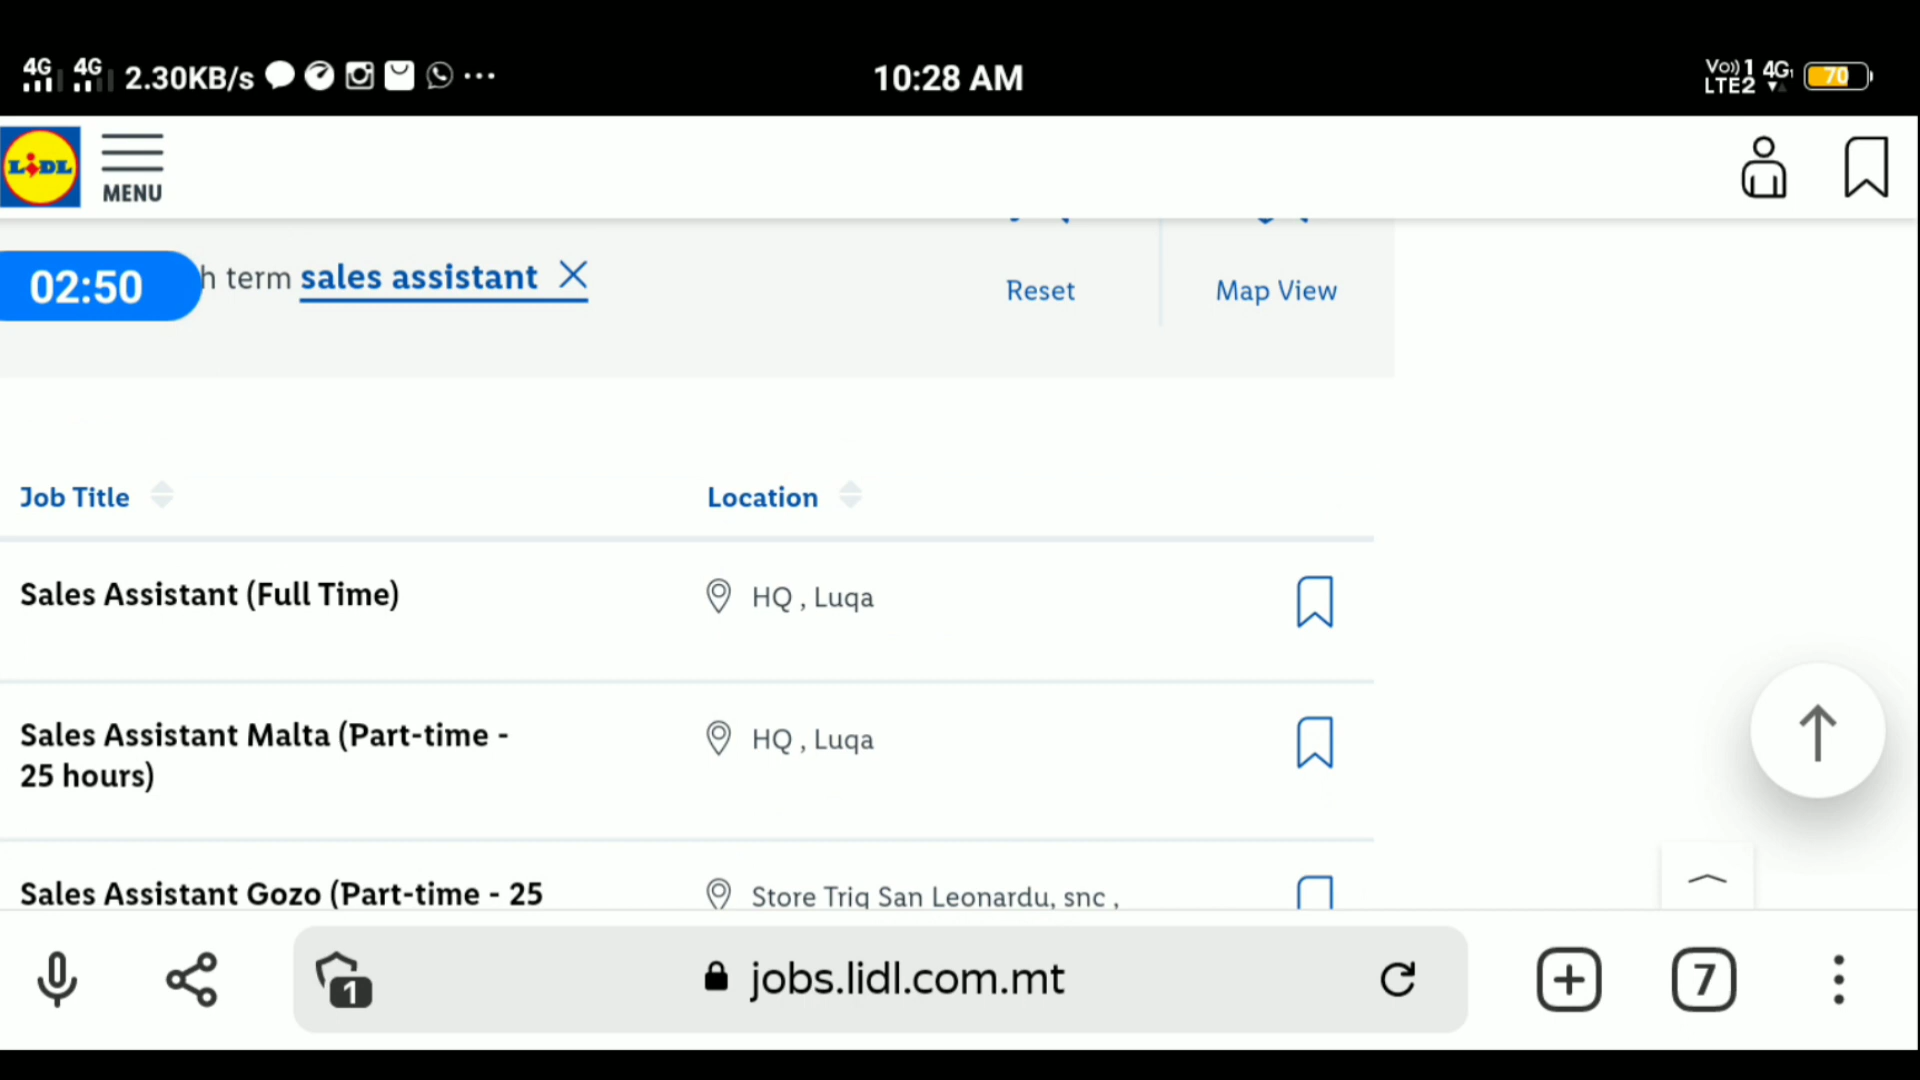 4G 4G 2.30KB/s 10:28 AM Vo)) 1 4G 70
LTE2
LIDL
MENU
02:50 h term sales assistant
Reset Map View
Job Title Location
Sales Assistant (Full Time) HQ , Luqa
Sales Assistant Malta (Part-time - HQ , Luqa
25 hours)
Sales Assistant Gozo (Part-time - 25 Store Triq San Leonardu, snc ,
1 jobs.lidl.com.mt 7